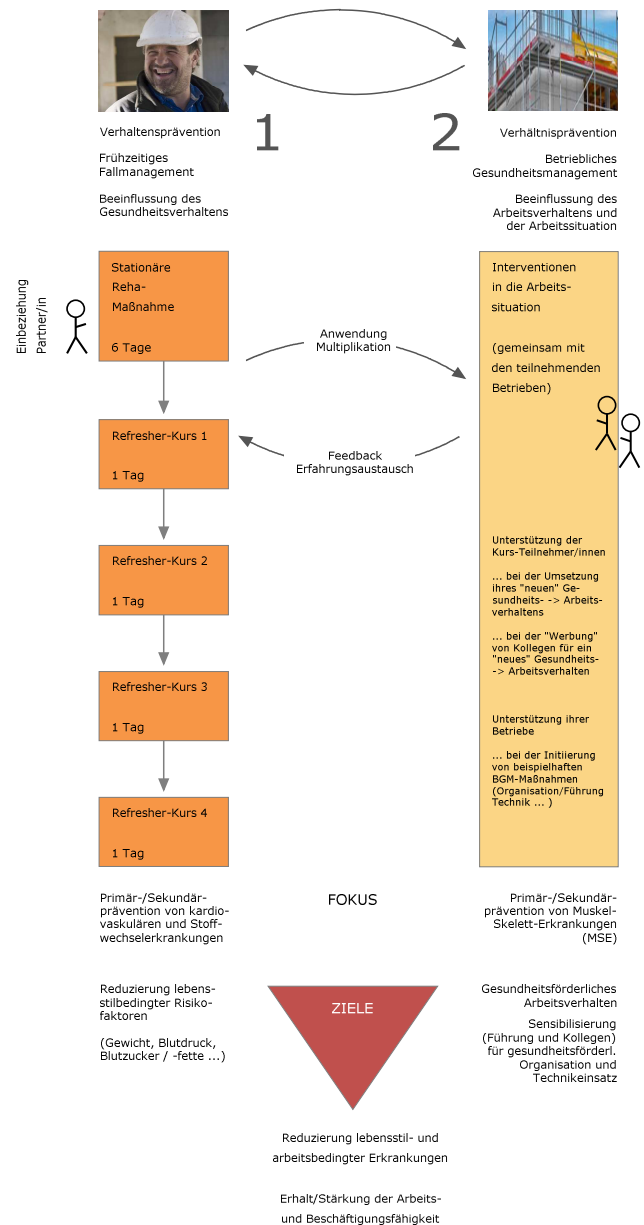 1
2
Verhaltensprävention
Frühzeitiges
Fallmanagement
Beeinflussung des
Gesundheitsverhaltens
Verhältnisprävention
Betriebliches
Gesundheitsmanagement
Beeinflussung des
Arbeitsverhaltens und
der Arbeitssituation
Einbeziehung
Partner/in
Stationäre
Reha-
Maßnahme
6 Tage
Anwendung
Multiplikation
Interventionen
in die Arbeits-
situation
(gemeinsam mit
den teilnehmenden
Betrieben)
Refresher-Kurs 1
1 Tag
Feedback
Erfahrungsaustausch
Refresher-Kurs 2
1 Tag
Refresher-Kurs 3
1 Tag
Refresher-Kurs 4
1 Tag
Unterstützung der
Kurs-Teilnehmer/innen
... bei der Umsetzung
ihres "neuen" Ge-
sundheits- -> Arbeits-
verhaltens
... bei der "Werbung"
von Kollegen für ein
"neues" Gesundheits-
-> Arbeitsverhalten
Unterstützung ihrer
Betriebe
... bei der Initiierung
von beispielhaften
BGM-Maßnahmen
(Organisation/Führung
Technik ... )
Primär-/Sekundär-
prävention von kardio-
vaskulären und Stoff-
wechselerkrankungen
FOKUS
Primär-/Sekundär-
prävention von Muskel-
Skelett-Erkrankungen
(MSE)
Reduzierung lebens-
stilbedingter Risiko-
faktoren
(Gewicht, Blutdruck,
Blutzucker / -fette ...)
ZIELE
Gesundheitsförderliches
Arbeitsverhalten
Sensibilisierung
(Führung und Kollegen)
für gesundheitsförderl.
Organisation und
Technikeinsatz
Reduzierung lebensstil- und
arbeitsbedingter Erkrankungen
Erhalt/Stärkung der Arbeits-
und Beschäftigungsfähigkeit